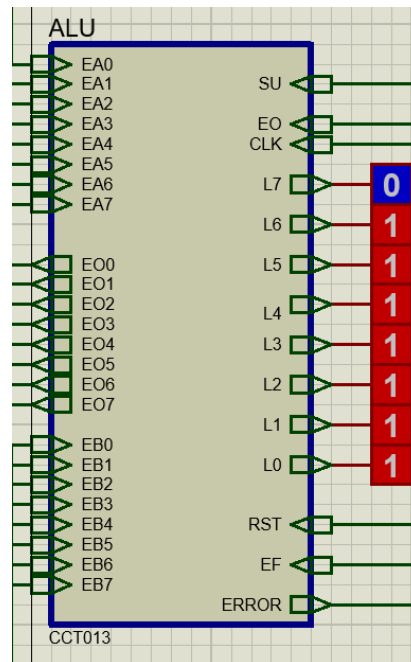 ALU
EA0
EA1
EA2
EA3
EA4
EA5
EA6
EA7
EO0
EO1
EO2
EO3
EO4
EO5
EO6
EO7
EB0
EB1
EB2
EB3
EB4
EB5
EB6
EB7
SU
EO
CLK
L7 0
L6 1
L5 1
L4 1
L3 1
L2 1
L1 1
L0 1
RST
EF
ERROR
CCT013